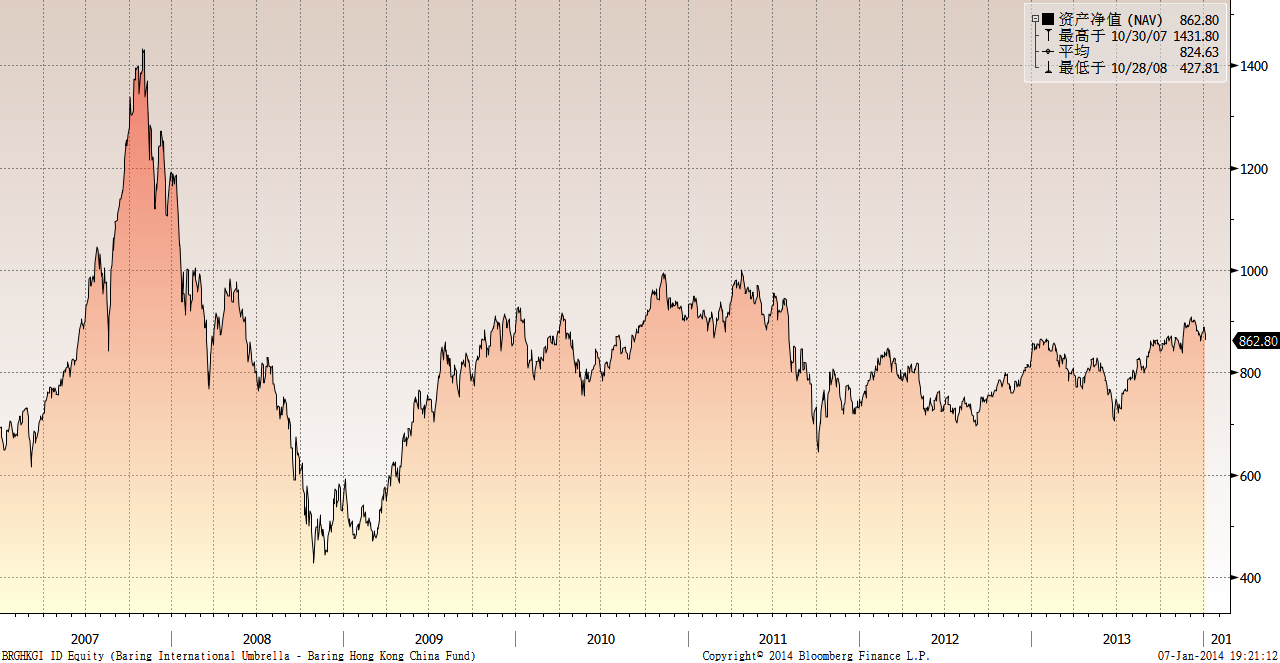 资产净值 (NAV) 862.80
最高于 10/30/07 1431.80
平均 824.63
最低于 10/28/08 427.81
1400
1200
1000
862.80
800
600
400
2007 2008 2009 2010 2011 2012 2013 201
BRGHKGI ID Equity (Baring International Umbrella - Baring Hong Kong China Fund) Copyright© 2014 Bloomberg Finance L.P. 07-Jan-2014 19:21:12